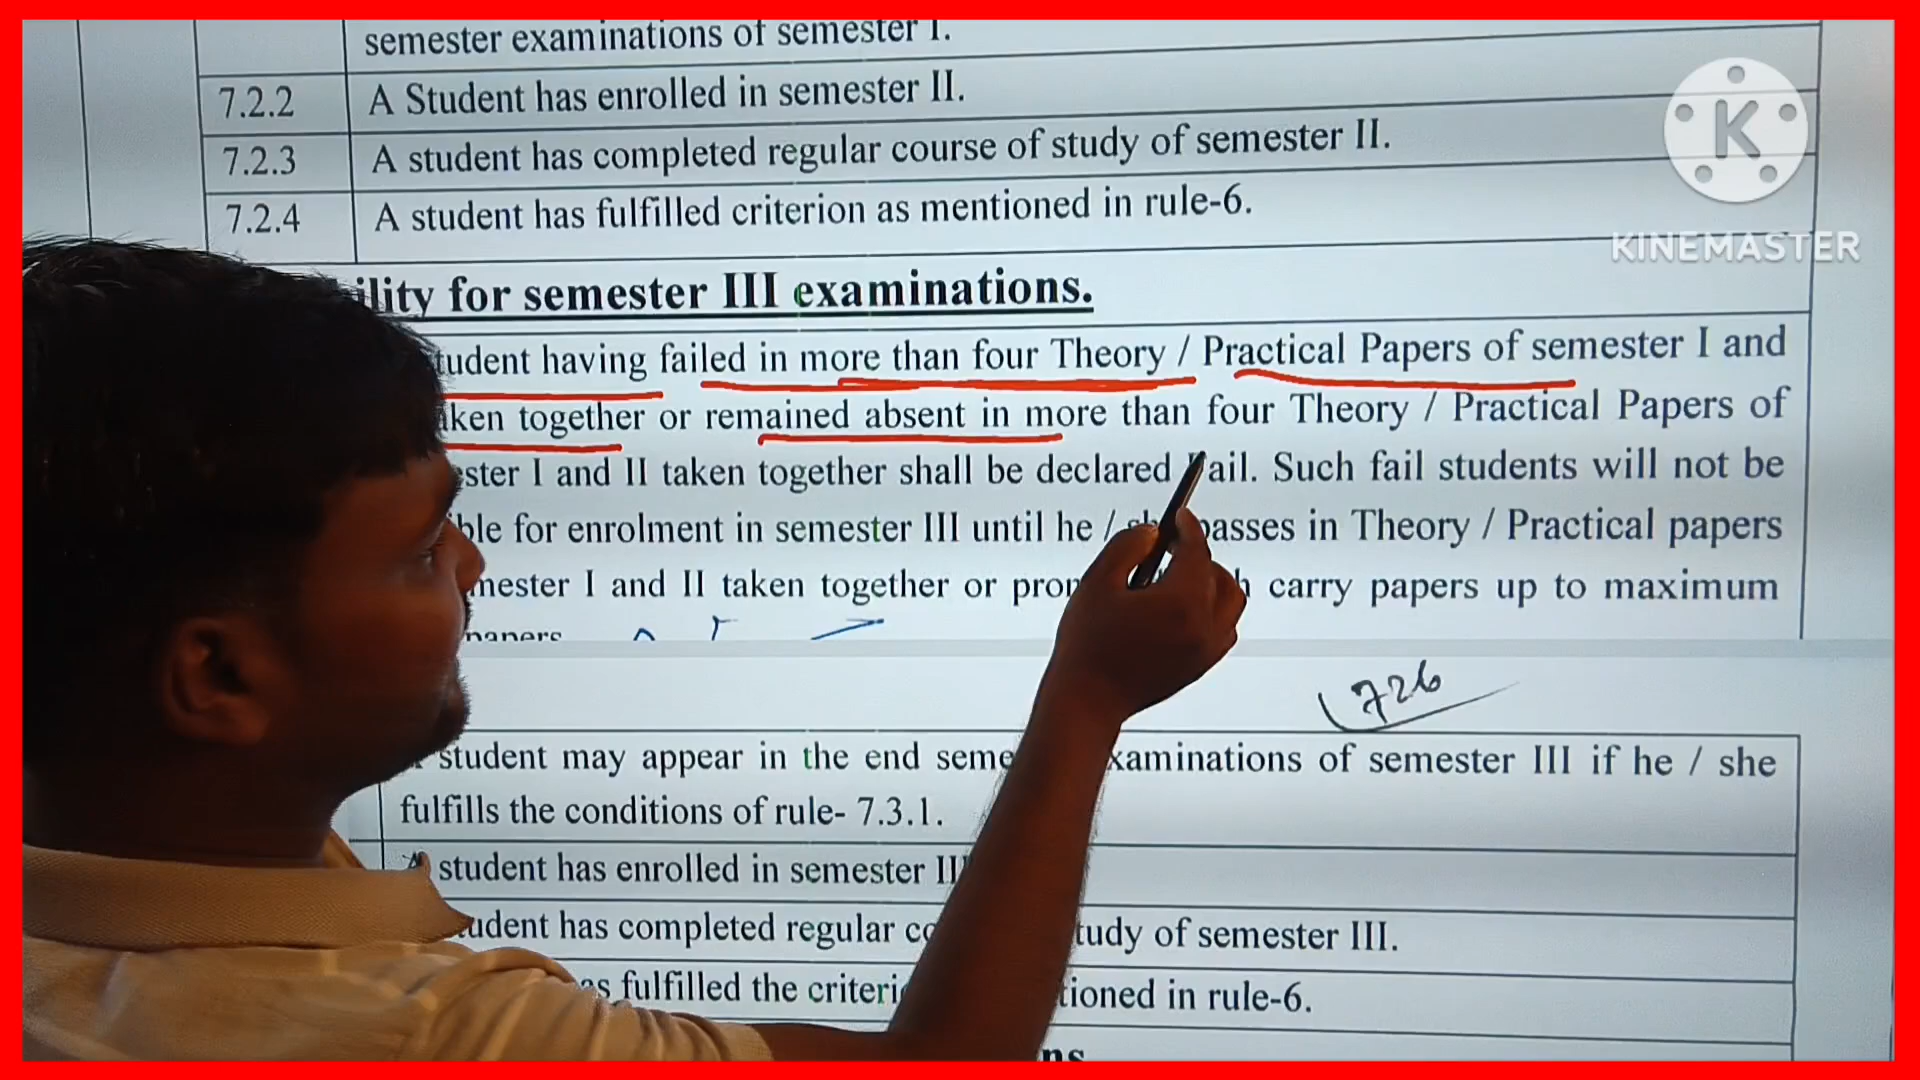 semester examinations of semester I.
7.2.2 A Student has enrolled in semester II.
7.2.3 A student has completed regular course of study of semester II.
7.2.4 A student has fulfilled criterion as mentioned in rule-6.
K
KINEMASTER
ility for semester III examinations.
tudent having failed in more than four Theory / Practical Papers of semester I and
ken together or remained absent in more than four Theory / Practical Papers of
ster I and II taken together shall be declared Fail. Such fail students will not be
ble for enrolment in semester III until he / she passes in Theory / Practical papers
mester I and II taken together or carry papers up to maximum
papers
726
student may appear in the end seme xaminations of semester III if he / she
fulfills the conditions of rule- 7.3.1.
A student has enrolled in semester III
udent has completed regular co tudy of semester III.
as fulfilled the criteri tioned in rule-6.
ns